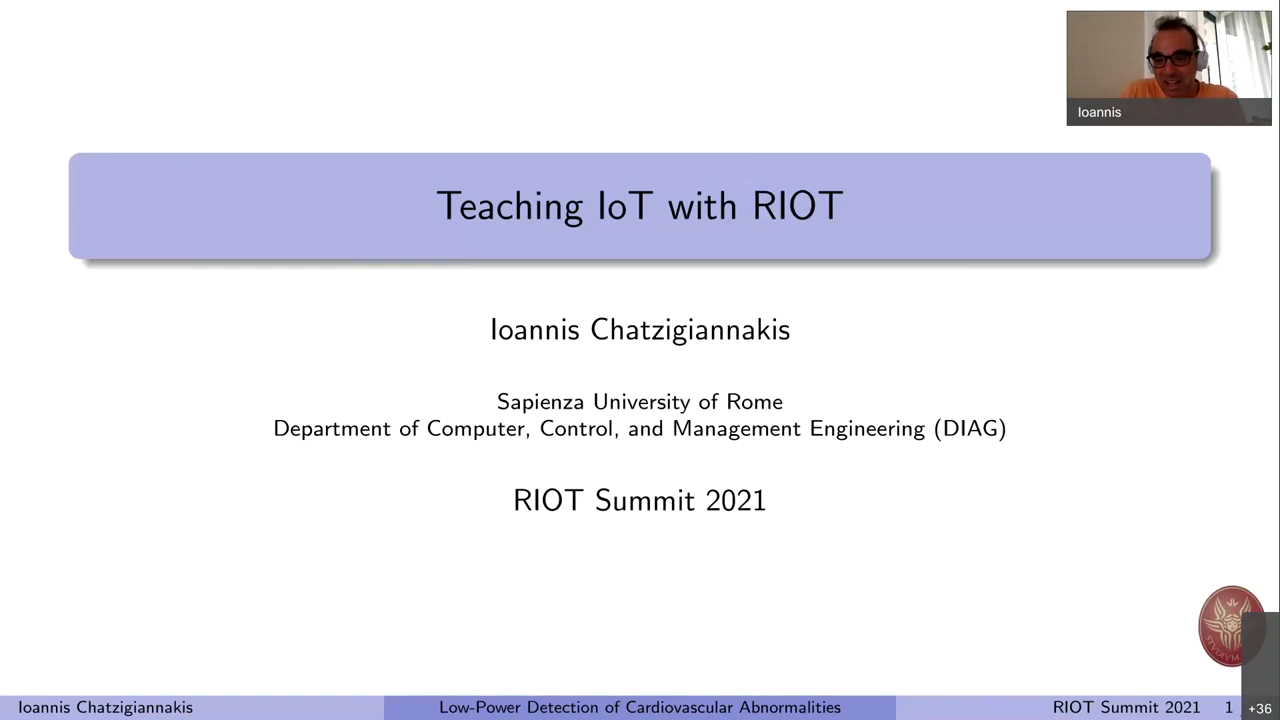 Ioannis
Teaching IoT with RIOT
Ioannis Chatzigiannakis
Sapienza University of Rome
Department of Computer, Control, and Management Engineering (DIAG)
RIOT Summit 2021
STVDIVM
Ioannis Chatzigiannakis
Low-Power Detection of Cardiovascular Abnormalities
RIOT Summit 2021
1
+36